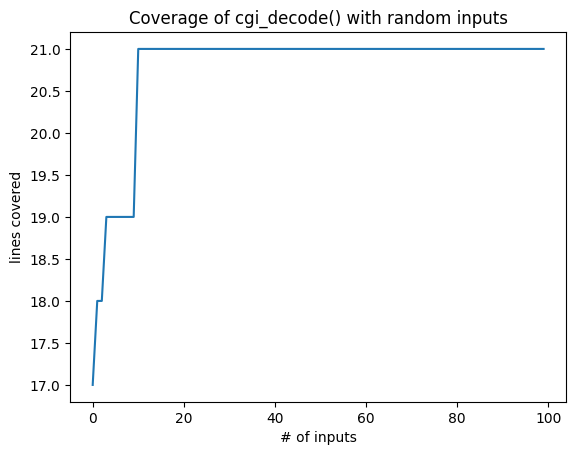 Coverage of cgi_decode() with random inputs
21.0
20.5
20.0
19.5
19.0
18.5
18.0
17.5
17.0
lines covered
0 20 40 60 80 100
# of inputs